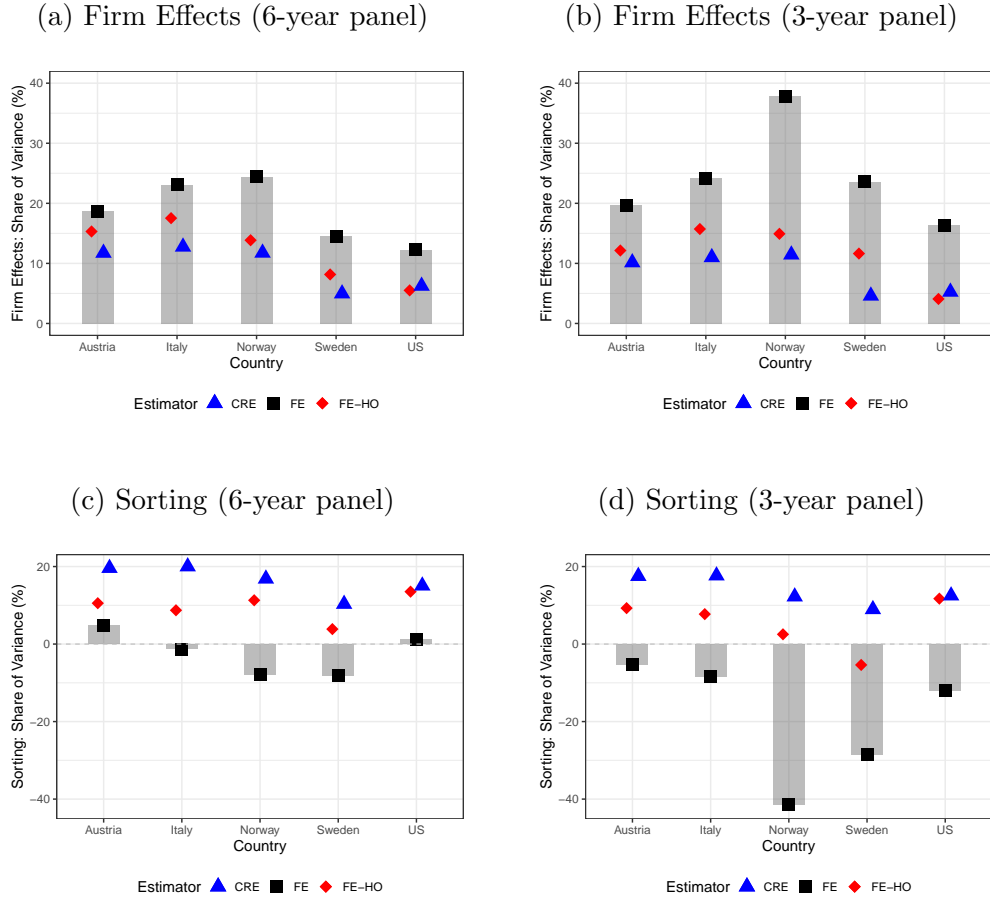 (a) Firm Effects (6-year panel)
Firm Effects: Share of Variance (%)
40
30
20
10
0
Austria Italy Norway Sweden US
Country
Estimator CRE FE FE−HO
(b) Firm Effects (3-year panel)
Firm Effects: Share of Variance (%)
40
30
20
10
0
Austria Italy Norway Sweden US
Country
Estimator CRE FE FE−HO
(c) Sorting (6-year panel)
Sorting: Share of Variance (%)
20
0
−20
−40
Austria Italy Norway Sweden US
Country
Estimator CRE FE FE−HO
(d) Sorting (3-year panel)
Sorting: Share of Variance (%)
20
0
−20
−40
Austria Italy Norway Sweden US
Country
Estimator CRE FE FE−HO